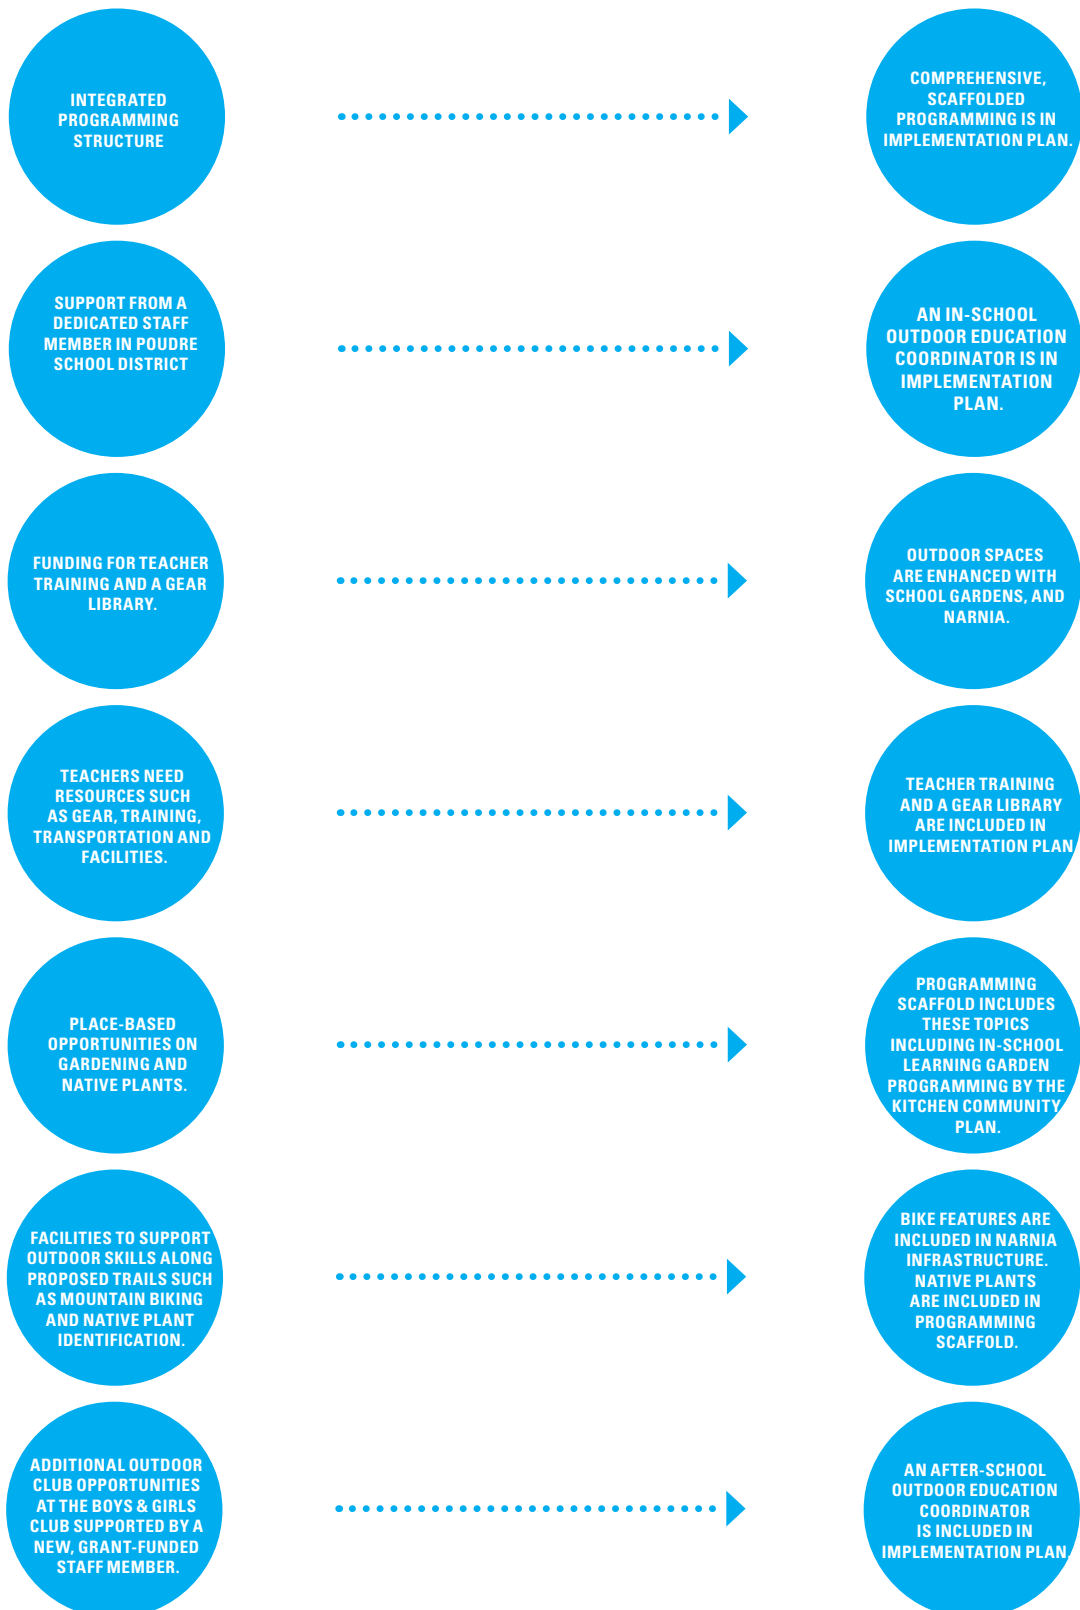 INTEGRATED
PROGRAMMING
STRUCTURE
COMPREHENSIVE,
SCAFFOLDED
PROGRAMMING IS IN
IMPLEMENTATION PLAN.
SUPPORT FROM A
DEDICATED STAFF
MEMBER IN POUDRE
SCHOOL DISTRICT
AN IN-SCHOOL
OUTDOOR EDUCATION
COORDINATOR IS IN
IMPLEMENTATION
PLAN.
FUNDING FOR TEACHER
TRAINING AND A GEAR
LIBRARY.
OUTDOOR SPACES
ARE ENHANCED WITH
SCHOOL GARDENS, AND
NARNIA.
TEACHERS NEED
RESOURCES SUCH
AS GEAR, TRAINING,
TRANSPORTATION AND
FACILITIES.
TEACHER TRAINING
AND A GEAR LIBRARY
ARE INCLUDED IN
IMPLEMENTATION PLAN
PLACE-BASED
OPPORTUNITIES ON
GARDENING AND
NATIVE PLANTS.
PROGRAMMING
SCAFFOLD INCLUDES
THESE TOPICS
INCLUDING IN-SCHOOL
LEARNING GARDEN
PROGRAMMING BY THE
KITCHEN COMMUNITY
PLAN.
FACILITIES TO SUPPORT
OUTDOOR SKILLS ALONG
PROPOSED TRAILS SUCH
AS MOUNTAIN BIKING
AND NATIVE PLANT
IDENTIFICATION.
BIKE FEATURES ARE
INCLUDED IN NARNIA
INFRASTRUCTURE.
NATIVE PLANTS
ARE INCLUDED IN
PROGRAMMING
SCAFFOLD.
ADDITIONAL OUTDOOR
CLUB OPPORTUNITIES
AT THE BOYS & GIRLS
CLUB SUPPORTED BY A
NEW, GRANT-FUNDED
STAFF MEMBER.
AN AFTER-SCHOOL
OUTDOOR EDUCATION
COORDINATOR
IS INCLUDED IN
IMPLEMENTATION PLAN.